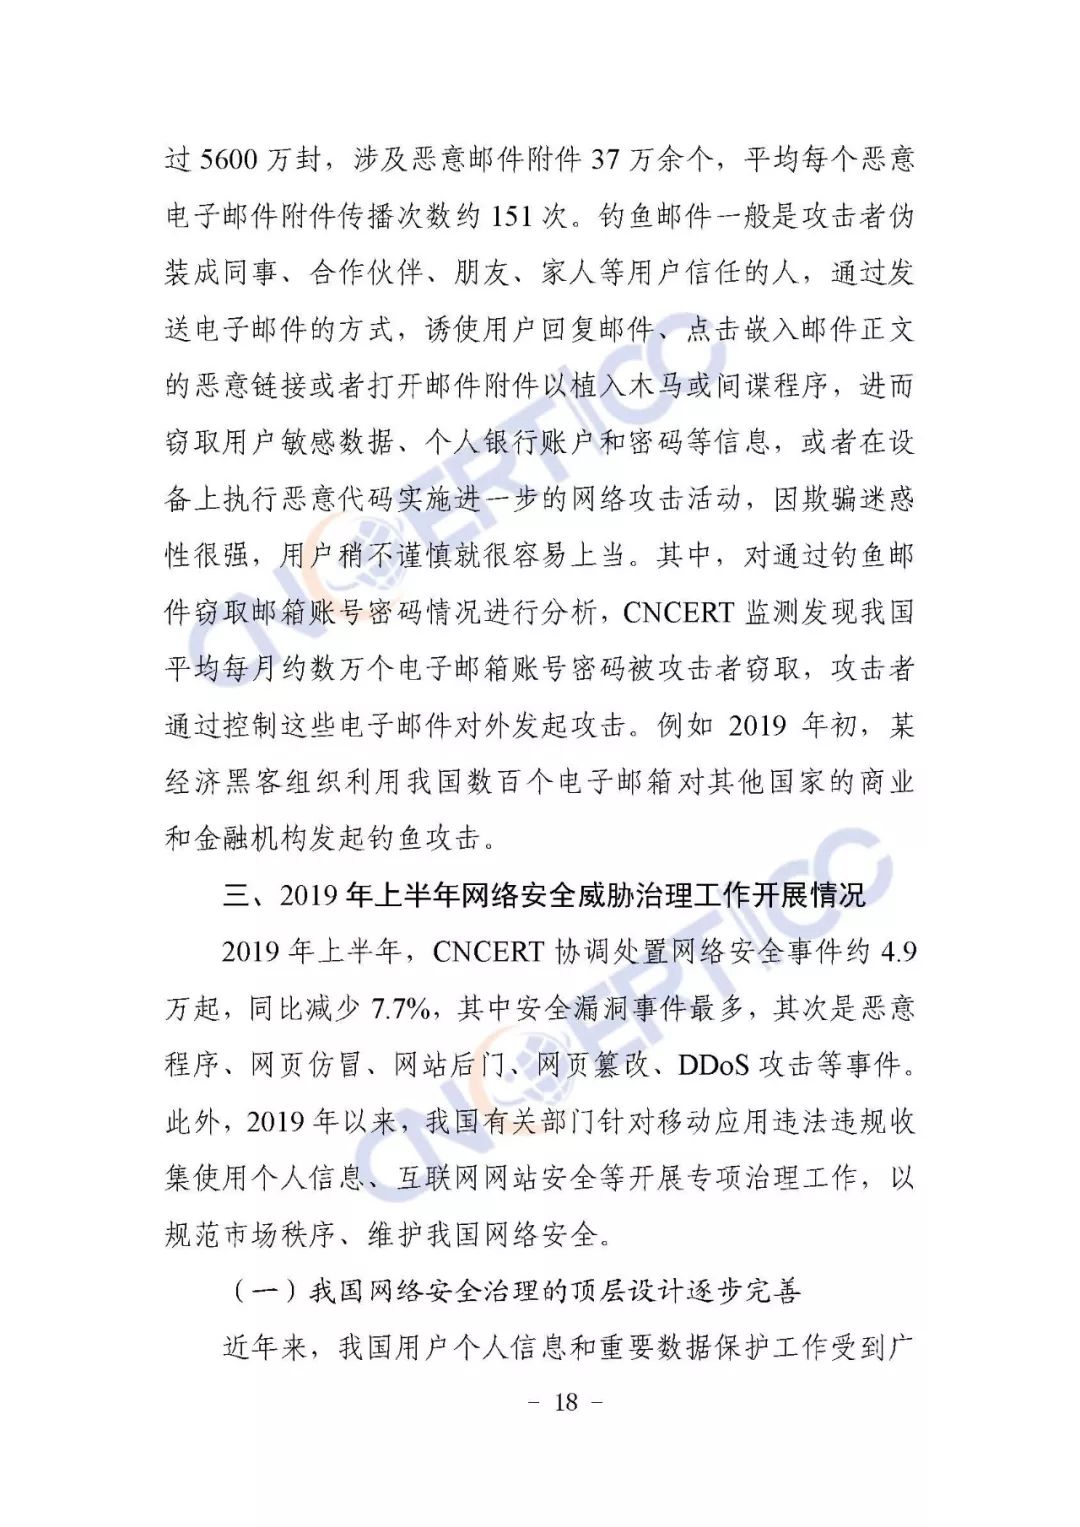 过 5600 万封，涉及恶意邮件附件 37 万余个，平均每个恶意
电子邮件附件传播次数约 151 次。钓鱼邮件一般是攻击者伪
装成同事、合作伙伴、朋友、家人等用户信任的人，通过发
送电子邮件的方式，诱使用户回复邮件、点击嵌入邮件正文
的恶意链接或者打开邮件附件以植入木马或间谍程序，进而
窃取用户敏感数据、个人银行账户和密码等信息，或者在设
备上执行恶意代码实施进一步的网络攻击活动，因欺骗迷惑
性很强，用户稍不谨慎就很容易上当。其中，对通过钓鱼邮
件窃取邮箱账号密码情况进行分析，CNCERT 监测发现我国
平均每月约数万个电子邮箱账号密码被攻击者窃取，攻击者
通过控制这些电子邮件对外发起攻击。例如 2019 年初，某
经济黑客组织利用我国数百个电子邮箱对其他国家的商业
和金融机构发起钓鱼攻击。
三、2019 年上半年网络安全威胁治理工作开展情况
2019 年上半年，CNCERT 协调处置网络安全事件约 4.9
万起，同比减少 7.7%，其中安全漏洞事件最多，其次是恶意
程序、网页仿冒、网站后门、网页篡改、DDoS 攻击等事件。
此外，2019 年以来，我国有关部门针对移动应用违法违规收
集使用个人信息、互联网网站安全等开展专项治理工作，以
规范市场秩序、维护我国网络安全。
（一）我国网络安全治理的顶层设计逐步完善
近年来，我国用户个人信息和重要数据保护工作受到广
- 18 -
CNCERT/CC
CNCERT/CC